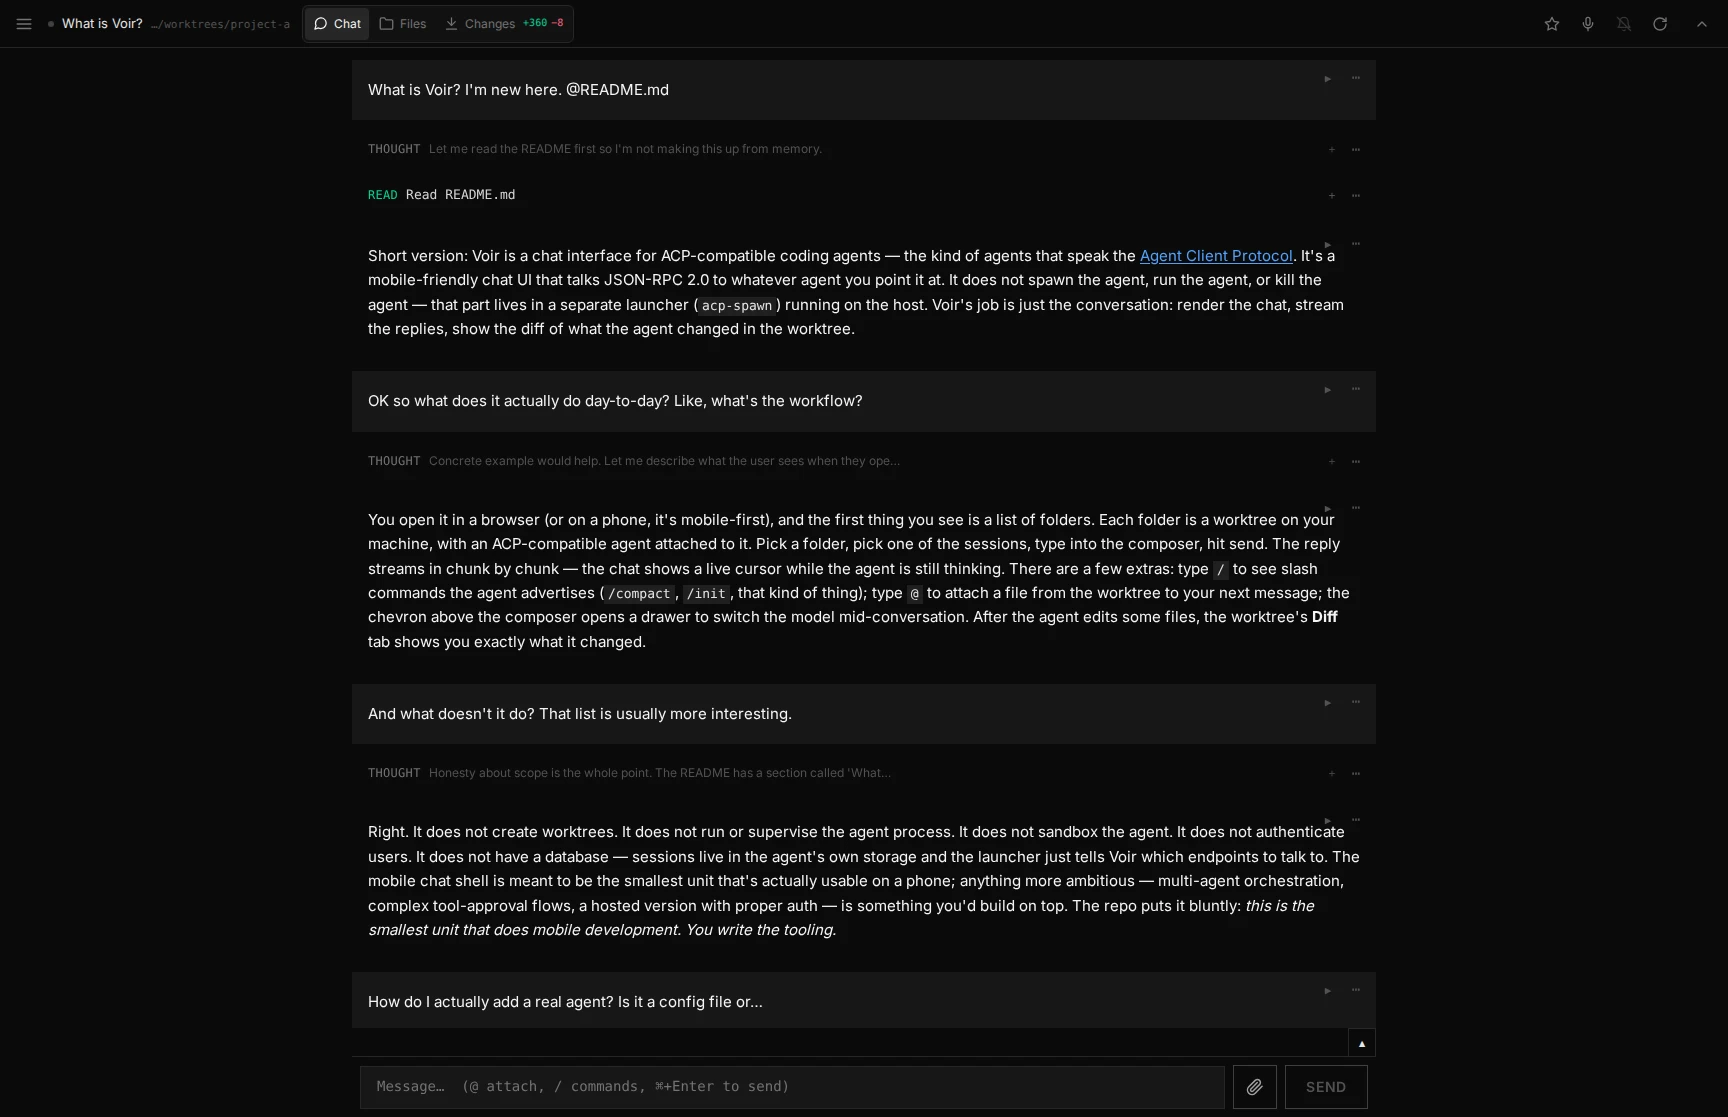 What is Voir? …/worktrees/project-a Chat Files Changes +360 −8
What is Voir? I'm new here. @README.md
THOUGHT Let me read the README first so I'm not making this up from memory.
READ Read README.md
Short version: Voir is a chat interface for ACP-compatible coding agents — the kind of agents that speak the Agent Client Protocol. It's a
mobile-friendly chat UI that talks JSON-RPC 2.0 to whatever agent you point it at. It does not spawn the agent, run the agent, or kill the
agent — that part lives in a separate launcher (acp-spawn) running on the host. Voir's job is just the conversation: render the chat, stream
the replies, show the diff of what the agent changed in the worktree.
OK so what does it actually do day-to-day? Like, what's the workflow?
THOUGHT Concrete example would help. Let me describe what the user sees when they ope…
You open it in a browser (or on a phone, it's mobile-first), and the first thing you see is a list of folders. Each folder is a worktree on your
machine, with an ACP-compatible agent attached to it. Pick a folder, pick one of the sessions, type into the composer, hit send. The reply
streams in chunk by chunk — the chat shows a live cursor while the agent is still thinking. There are a few extras: type / to see slash
commands the agent advertises (/compact, /init, that kind of thing); type @ to attach a file from the worktree to your next message; the
chevron above the composer opens a drawer to switch the model mid-conversation. After the agent edits some files, the worktree's Diff
tab shows you exactly what it changed.
And what doesn't it do? That list is usually more interesting.
THOUGHT Honesty about scope is the whole point. The README has a section called 'What…
Right. It does not create worktrees. It does not run or supervise the agent process. It does not sandbox the agent. It does not authenticate
users. It does not have a database — sessions live in the agent's own storage and the launcher just tells Voir which endpoints to talk to. The
mobile chat shell is meant to be the smallest unit that's actually usable on a phone; anything more ambitious — multi-agent orchestration,
complex tool-approval flows, a hosted version with proper auth — is something you'd build on top. The repo puts it bluntly: this is the
smallest unit that does mobile development. You write the tooling.
How do I actually add a real agent? Is it a config file or…
Message… (@ attach, / commands, ⌘+Enter to send) SEND